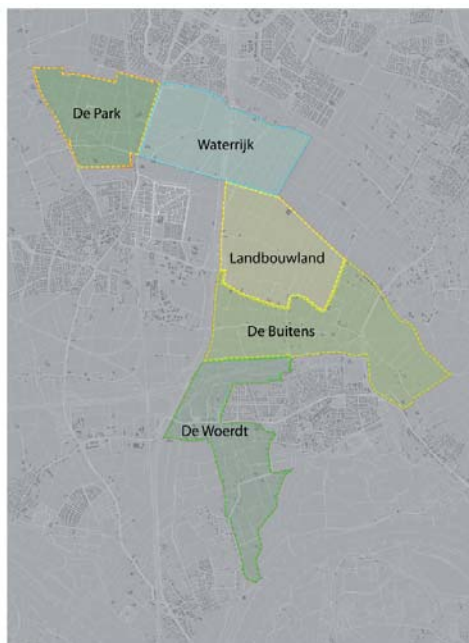 De Park
Waterrijk
Landbouwland
De Buitens
De Woerdt